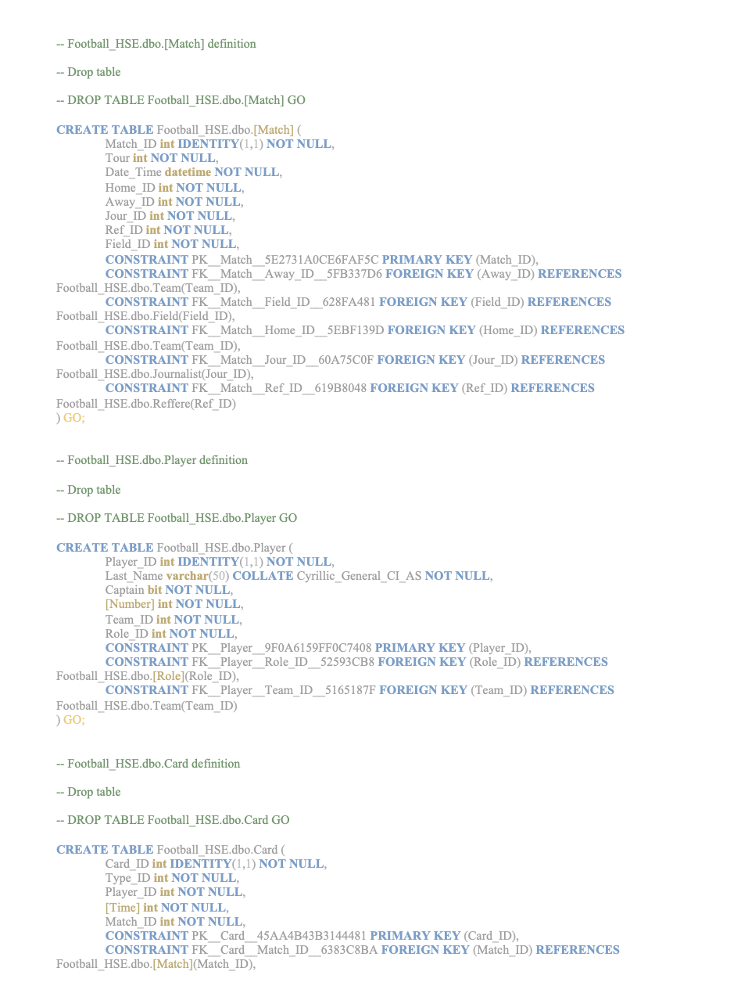 -- Football_HSE.dbo.[Match] definition
-- Drop table
-- DROP TABLE Football_HSE.dbo.[Match] GO
CREATE TABLE Football_HSE.dbo.[Match] (
Match_ID int IDENTITY(1,1) NOT NULL,
Tour int NOT NULL,
Date_Time datetime NOT NULL,
Home_ID int NOT NULL,
Away_ID int NOT NULL,
Jour_ID int NOT NULL,
Ref_ID int NOT NULL,
Field_ID int NOT NULL,
CONSTRAINT PK__Match__5E2731A0CE6FAF5C PRIMARY KEY (Match_ID),
CONSTRAINT FK__Match__Away_ID__5FB337D6 FOREIGN KEY (Away_ID) REFERENCES
Football_HSE.dbo.Team(Team_ID),
CONSTRAINT FK__Match__Field_ID__628FA481 FOREIGN KEY (Field_ID) REFERENCES
Football_HSE.dbo.Field(Field_ID),
CONSTRAINT FK__Match__Home_ID__5EBF139D FOREIGN KEY (Home_ID) REFERENCES
Football_HSE.dbo.Team(Team_ID),
CONSTRAINT FK__Match__Jour_ID__60A75C0F FOREIGN KEY (Jour_ID) REFERENCES
Football_HSE.dbo.Journalist(Jour_ID),
CONSTRAINT FK__Match__Ref_ID__619B8048 FOREIGN KEY (Ref_ID) REFERENCES
Football_HSE.dbo.Reffere(Ref_ID)
) GO;
-- Football_HSE.dbo.Player definition
-- Drop table
-- DROP TABLE Football_HSE.dbo.Player GO
CREATE TABLE Football_HSE.dbo.Player (
Player_ID int IDENTITY(1,1) NOT NULL,
Last_Name varchar(50) COLLATE Cyrillic_General_CI_AS NOT NULL,
Captain bit NOT NULL,
[Number] int NOT NULL,
Team_ID int NOT NULL,
Role_ID int NOT NULL,
CONSTRAINT PK__Player__9F0A6159FF0C7408 PRIMARY KEY (Player_ID),
CONSTRAINT FK__Player__Role_ID__52593CB8 FOREIGN KEY (Role_ID) REFERENCES
Football_HSE.dbo.[Role](Role_ID),
CONSTRAINT FK__Player__Team_ID__5165187F FOREIGN KEY (Team_ID) REFERENCES
Football_HSE.dbo.Team(Team_ID)
) GO;
-- Football_HSE.dbo.Card definition
-- Drop table
-- DROP TABLE Football_HSE.dbo.Card GO
CREATE TABLE Football_HSE.dbo.Card (
Card_ID int IDENTITY(1,1) NOT NULL,
Type_ID int NOT NULL,
Player_ID int NOT NULL,
[Time] int NOT NULL,
Match_ID int NOT NULL,
CONSTRAINT PK__Card__45AA4B43B3144481 PRIMARY KEY (Card_ID),
CONSTRAINT FK__Card__Match_ID__6383C8BA FOREIGN KEY (Match_ID) REFERENCES
Football_HSE.dbo.[Match](Match_ID),